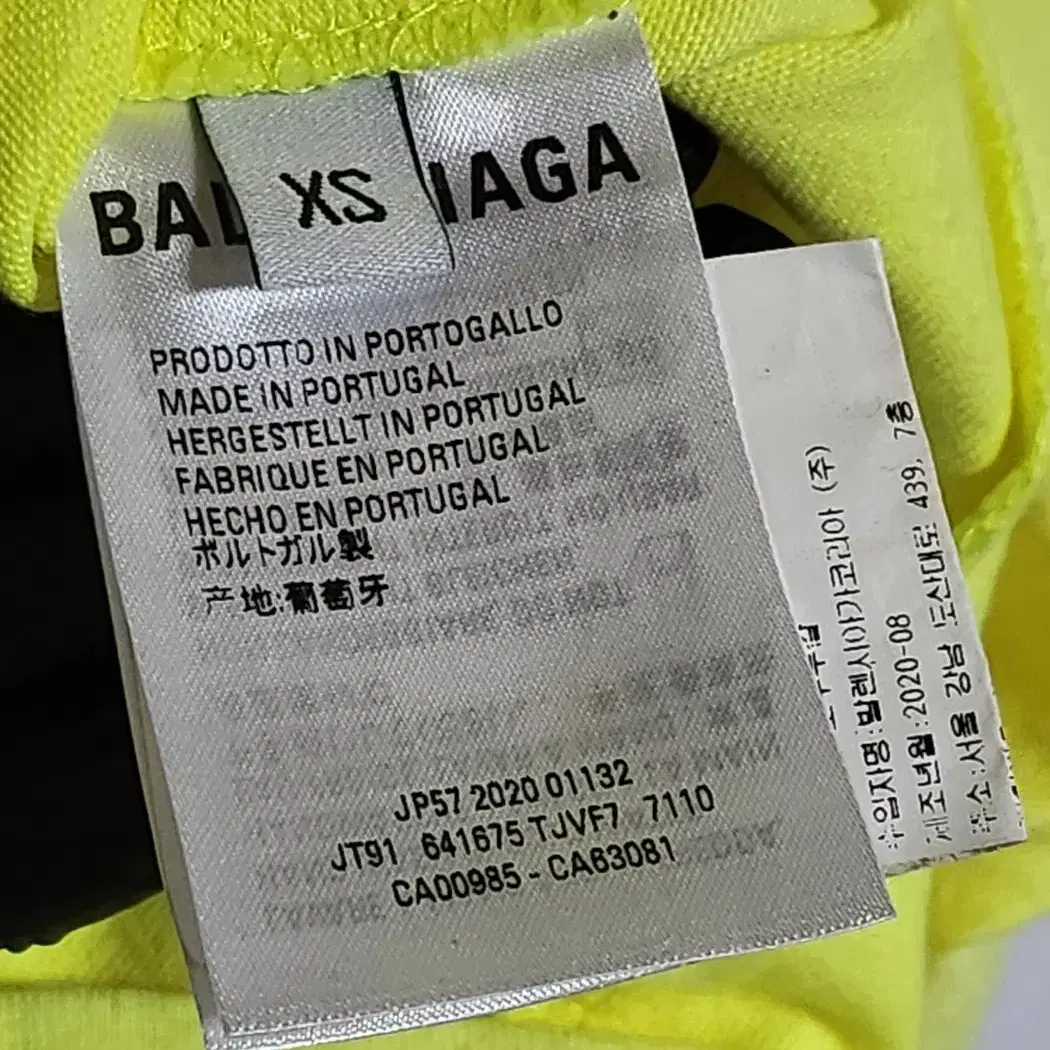 XS
PRODOTTO IN PORTOGALLO
MADE IN PORTUGAL
HERGESTELLT IN PORTUGAL
FABRIQUE EN PORTUGAL
HECHO EN PORTUGAL
ポルトガル製
产地:葡萄牙
JP57 2020 01132
JT91 641675 TJVF7 7110
CA00985 - CA63081
수입자명:발렌시아가코리아 (주)
제조년월:2020-08
주소:서울 강남 도산대로 439, 7층